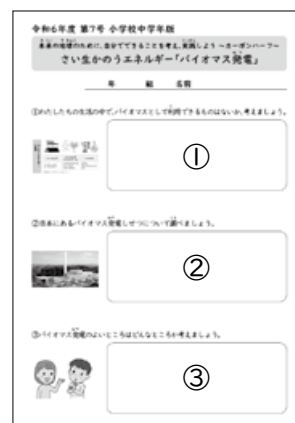 令和6年度 第7号 小学校中学年版
未来の地球のために、自分でできることを考え、実践しよう ～カーボンハーフ～
さい生かのうエネルギー「バイオマス発電」
年 組 名前
①わたしたちの生活の中で、バイオマスとして利用できるものはないか、考えましょう。
①
②日本にあるバイオマス発電しせつについて調べましょう。
②
③バイオマス発電のよいところはどんなところか考えましょう。
③